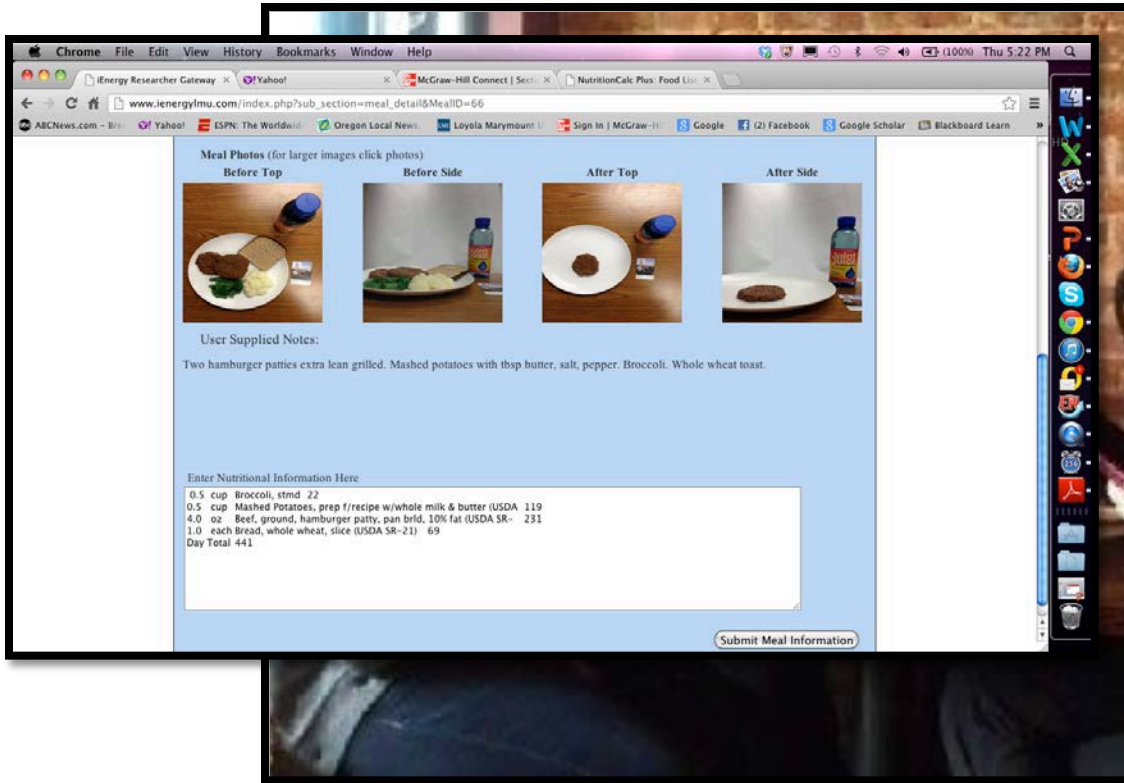 Chrome File Edit View History Bookmarks Window Help
(100%) Thu 5:22 PM
iEnergy Researcher Gateway
Yahoo!
McGraw-Hill Connect | Sect
NutritionCalc Plus: Food Lis
www.ienergylmu.com/index.php?sub_section=meal_detail&MealID=66
ABCNews.com – Bre
Yahoo!
ESPN: The Worldwid
Oregon Local News,
Loyola Marymount U
Sign In | McGraw-H
Google
(2) Facebook
Google Scholar
Blackboard Learn
»
Meal Photos (for larger images click photos)
Before Top Before Side After Top After Side
User Supplied Notes:
Two hamburger patties extra lean grilled. Mashed potatoes with tbsp butter, salt, pepper. Broccoli. Whole wheat toast.
Enter Nutritional Information Here
0.5 cup Broccoli, stmd 22
0.5 cup Mashed Potatoes, prep f/recipe w/whole milk & butter (USDA 119
4.0 oz Beef, ground, hamburger patty, pan brld, 10% fat (USDA SR- 231
1.0 each Bread, whole wheat, slice (USDA SR-21) 69
Day Total 441
Submit Meal Information
HD